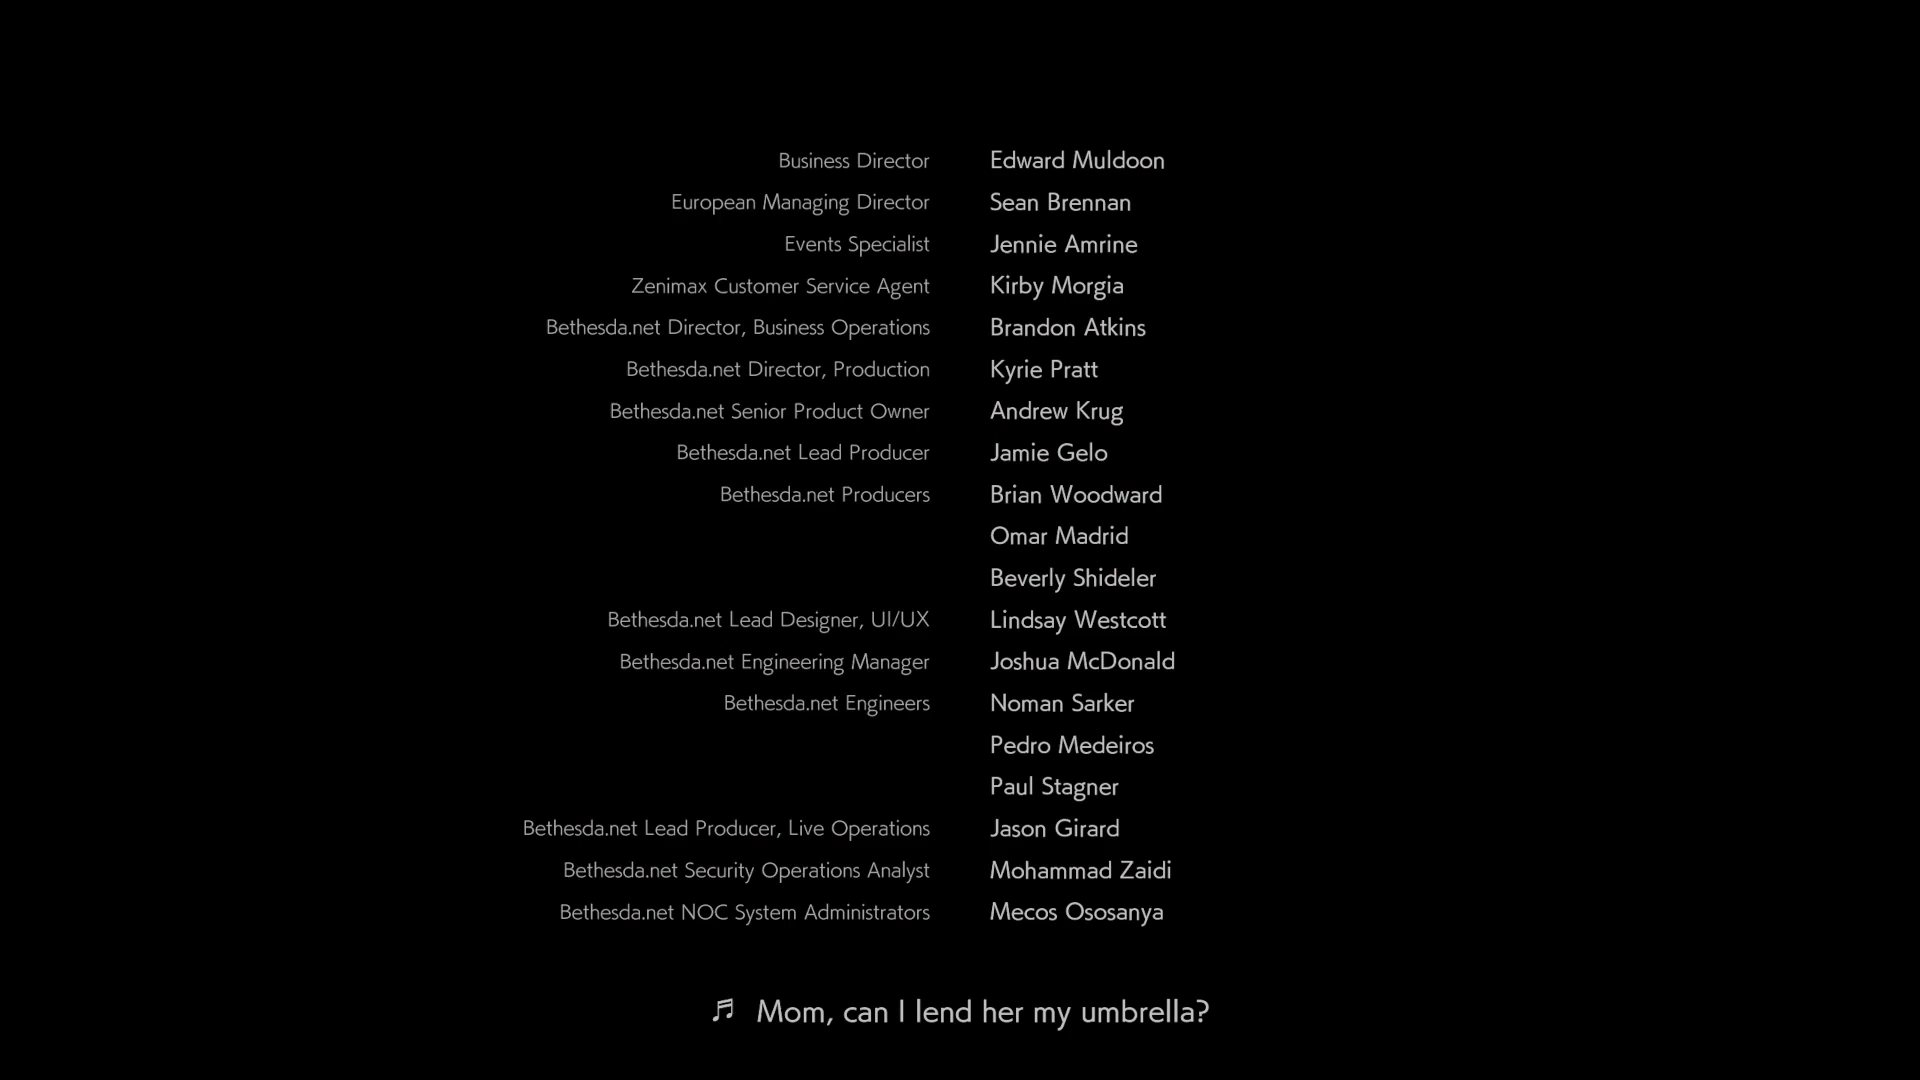 Business Director Edward Muldoon
European Managing Director Sean Brennan
Events Specialist Jennie Amrine
Zenimax Customer Service Agent Kirby Morgia
Bethesda.net Director, Business Operations Brandon Atkins
Bethesda.net Director, Production Kyrie Pratt
Bethesda.net Senior Product Owner Andrew Krug
Bethesda.net Lead Producer Jamie Gelo
Bethesda.net Producers Brian Woodward
Omar Madrid
Beverly Shideler
Bethesda.net Lead Designer, UI/UX Lindsay Westcott
Bethesda.net Engineering Manager Joshua McDonald
Bethesda.net Engineers Noman Sarker
Pedro Medeiros
Paul Stagner
Bethesda.net Lead Producer, Live Operations Jason Girard
Bethesda.net Security Operations Analyst Mohammad Zaidi
Bethesda.net NOC System Administrators Mecos Ososanya
♬ Mom, can I lend her my umbrella?